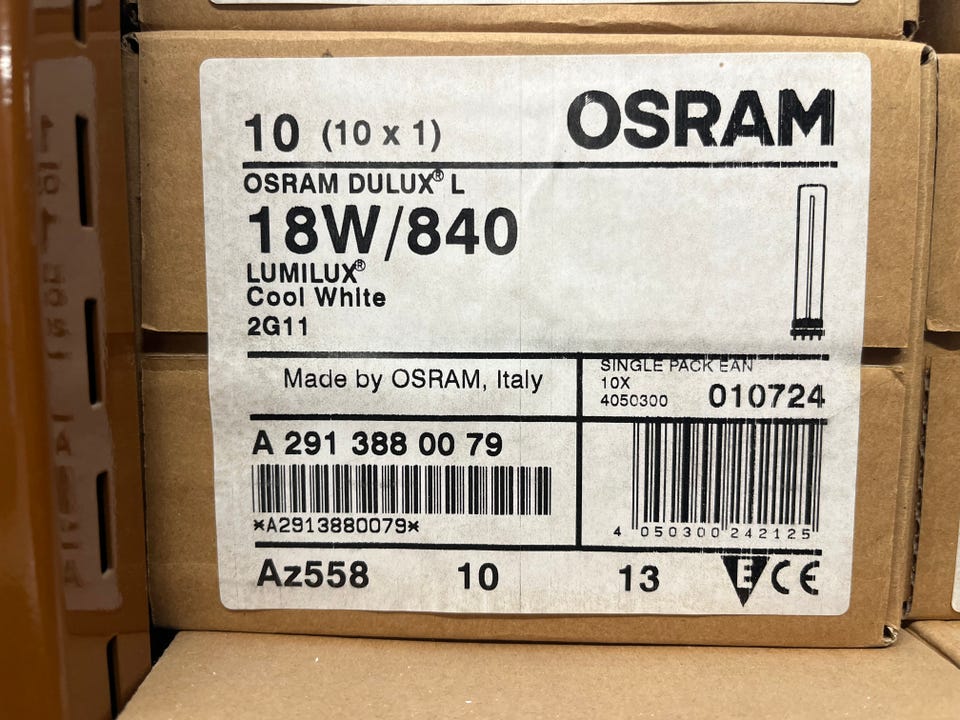 10 (10 x 1)
OSRAM
OSRAM DULUX® L
18W/840
LUMILUX®
Cool White
2G11
Made by OSRAM, Italy
SINGLE PACK EAN
10X
4050300 010724
A 291 388 00 79
*A2913880079*
4 050300 242125
Az558 10 13 E CE